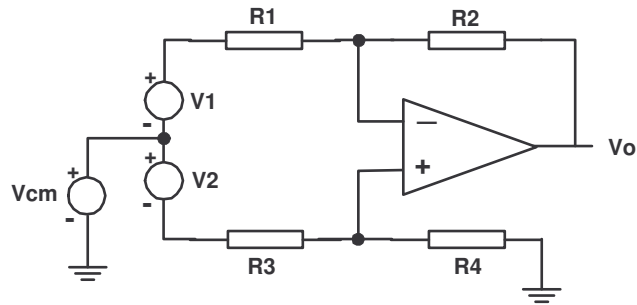 R1
R2
+
V1
-
−
+
Vo
+
V2
-
Vcm
+
-
R3
R4